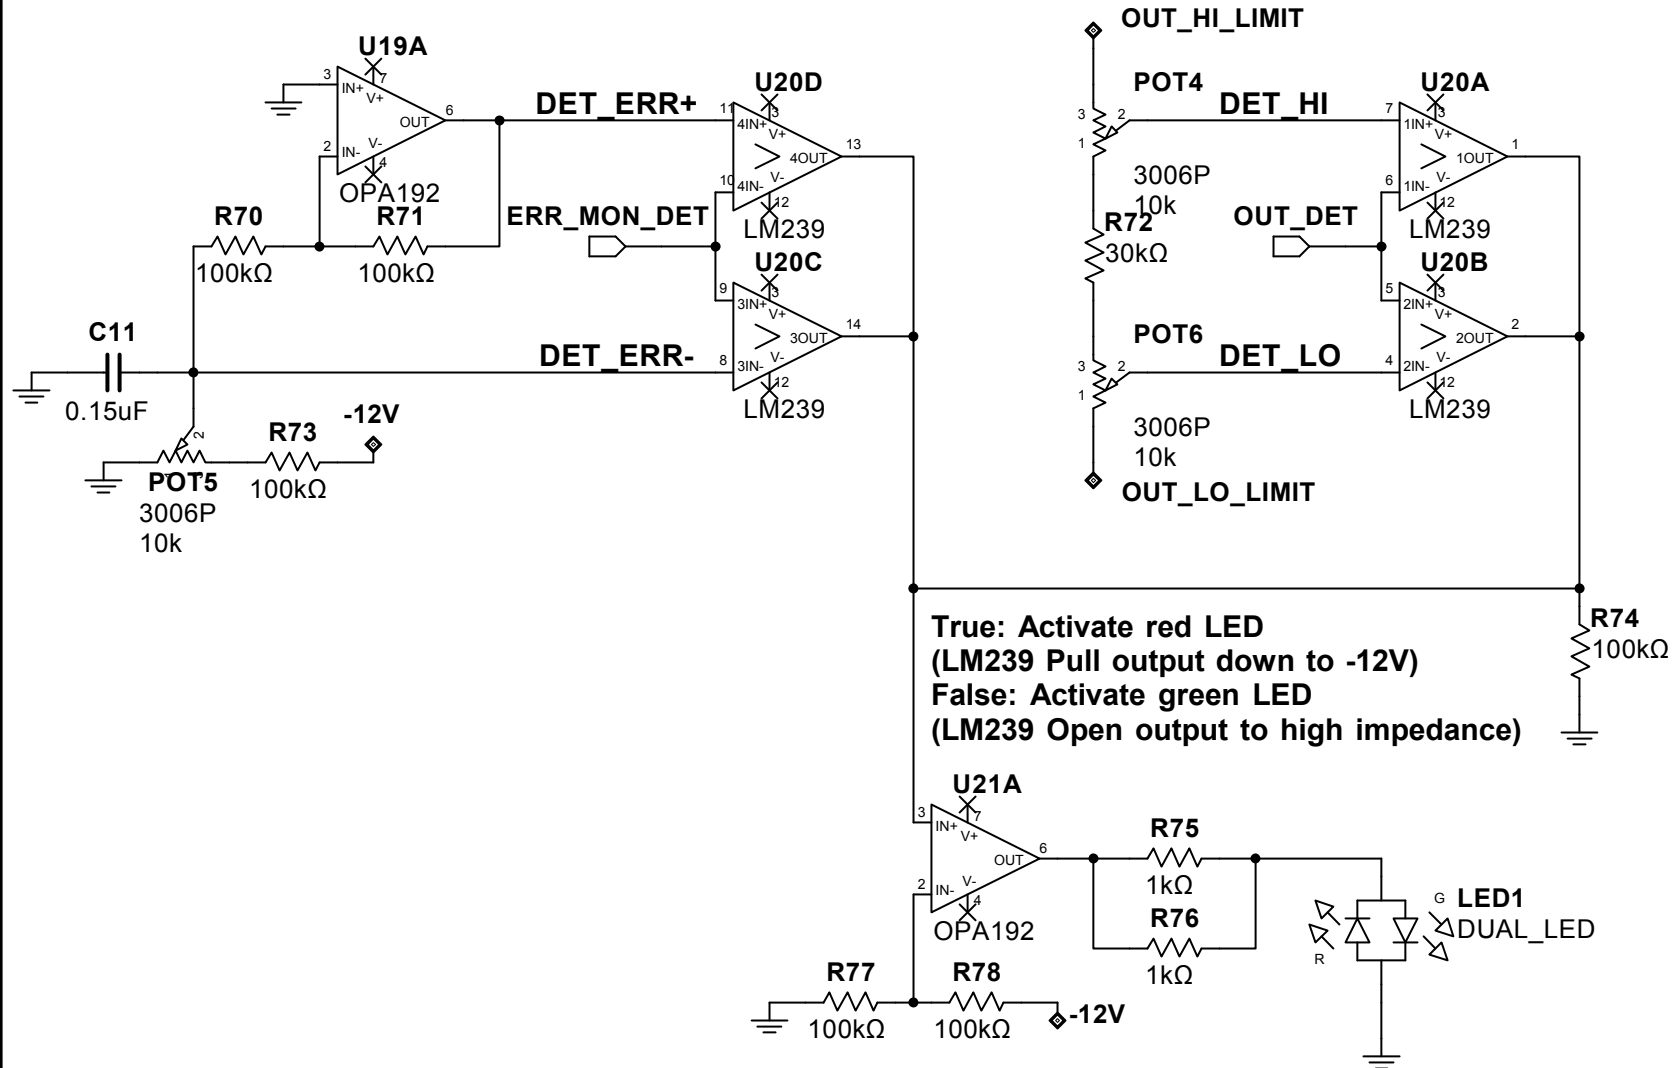 OUT_HI_LIMIT
U19A
3
IN+
7
V+
OUT
6
2
IN-
V-
4
OPA192
R70
100kΩ
R71
100kΩ
DET_ERR+
ERR_MON_DET
U20D
11
4IN+
3
V+
13
4OUT
10
4IN-
V-
12
LM239
U20C
9
3IN+
3
V+
14
3OUT
8
3IN-
V-
12
LM239
DET_ERR-
C11
0.15uF
2
POT5
3006P
10k
R73
100kΩ
-12V
POT4
3
2
1
3006P
10k
DET_HI
R72
30kΩ
OUT_DET
U20A
7
1IN+
3
V+
1
1OUT
6
1IN-
V-
12
LM239
U20B
5
2IN+
3
V+
2
2OUT
4
2IN-
V-
12
LM239
POT6
3
2
1
DET_LO
3006P
10k
OUT_LO_LIMIT
True: Activate red LED
(LM239 Pull output down to -12V)
False: Activate green LED
(LM239 Open output to high impedance)
R74
100kΩ
U21A
3
IN+
7
V+
OUT
6
2
IN-
V-
4
OPA192
R75
1kΩ
R76
1kΩ
G
LED1
DUAL_LED
R
R77
100kΩ
R78
100kΩ
-12V